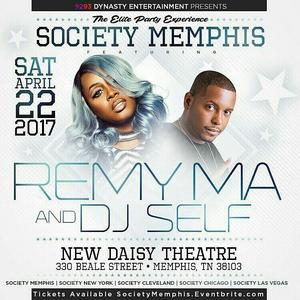 9293 DYNASTY ENTERTAINMENT PRESENTS
The Elite Party Experience
SOCIETY MEMPHIS
FEATURING
SAT
APRIL
22
2017
REMY MA
AND DJ SELF
NEW DAISY THEATRE
330 BEALE STREET • MEMPHIS, TN 38103
SOCIETY MEMPHIS | SOCIETY NEW YORK | SOCIETY CLEVELAND | SOCIETY CHICAGO | SOCIETY LAS VEGAS
Tickets Available SocietyMemphis.Eventbrite.com